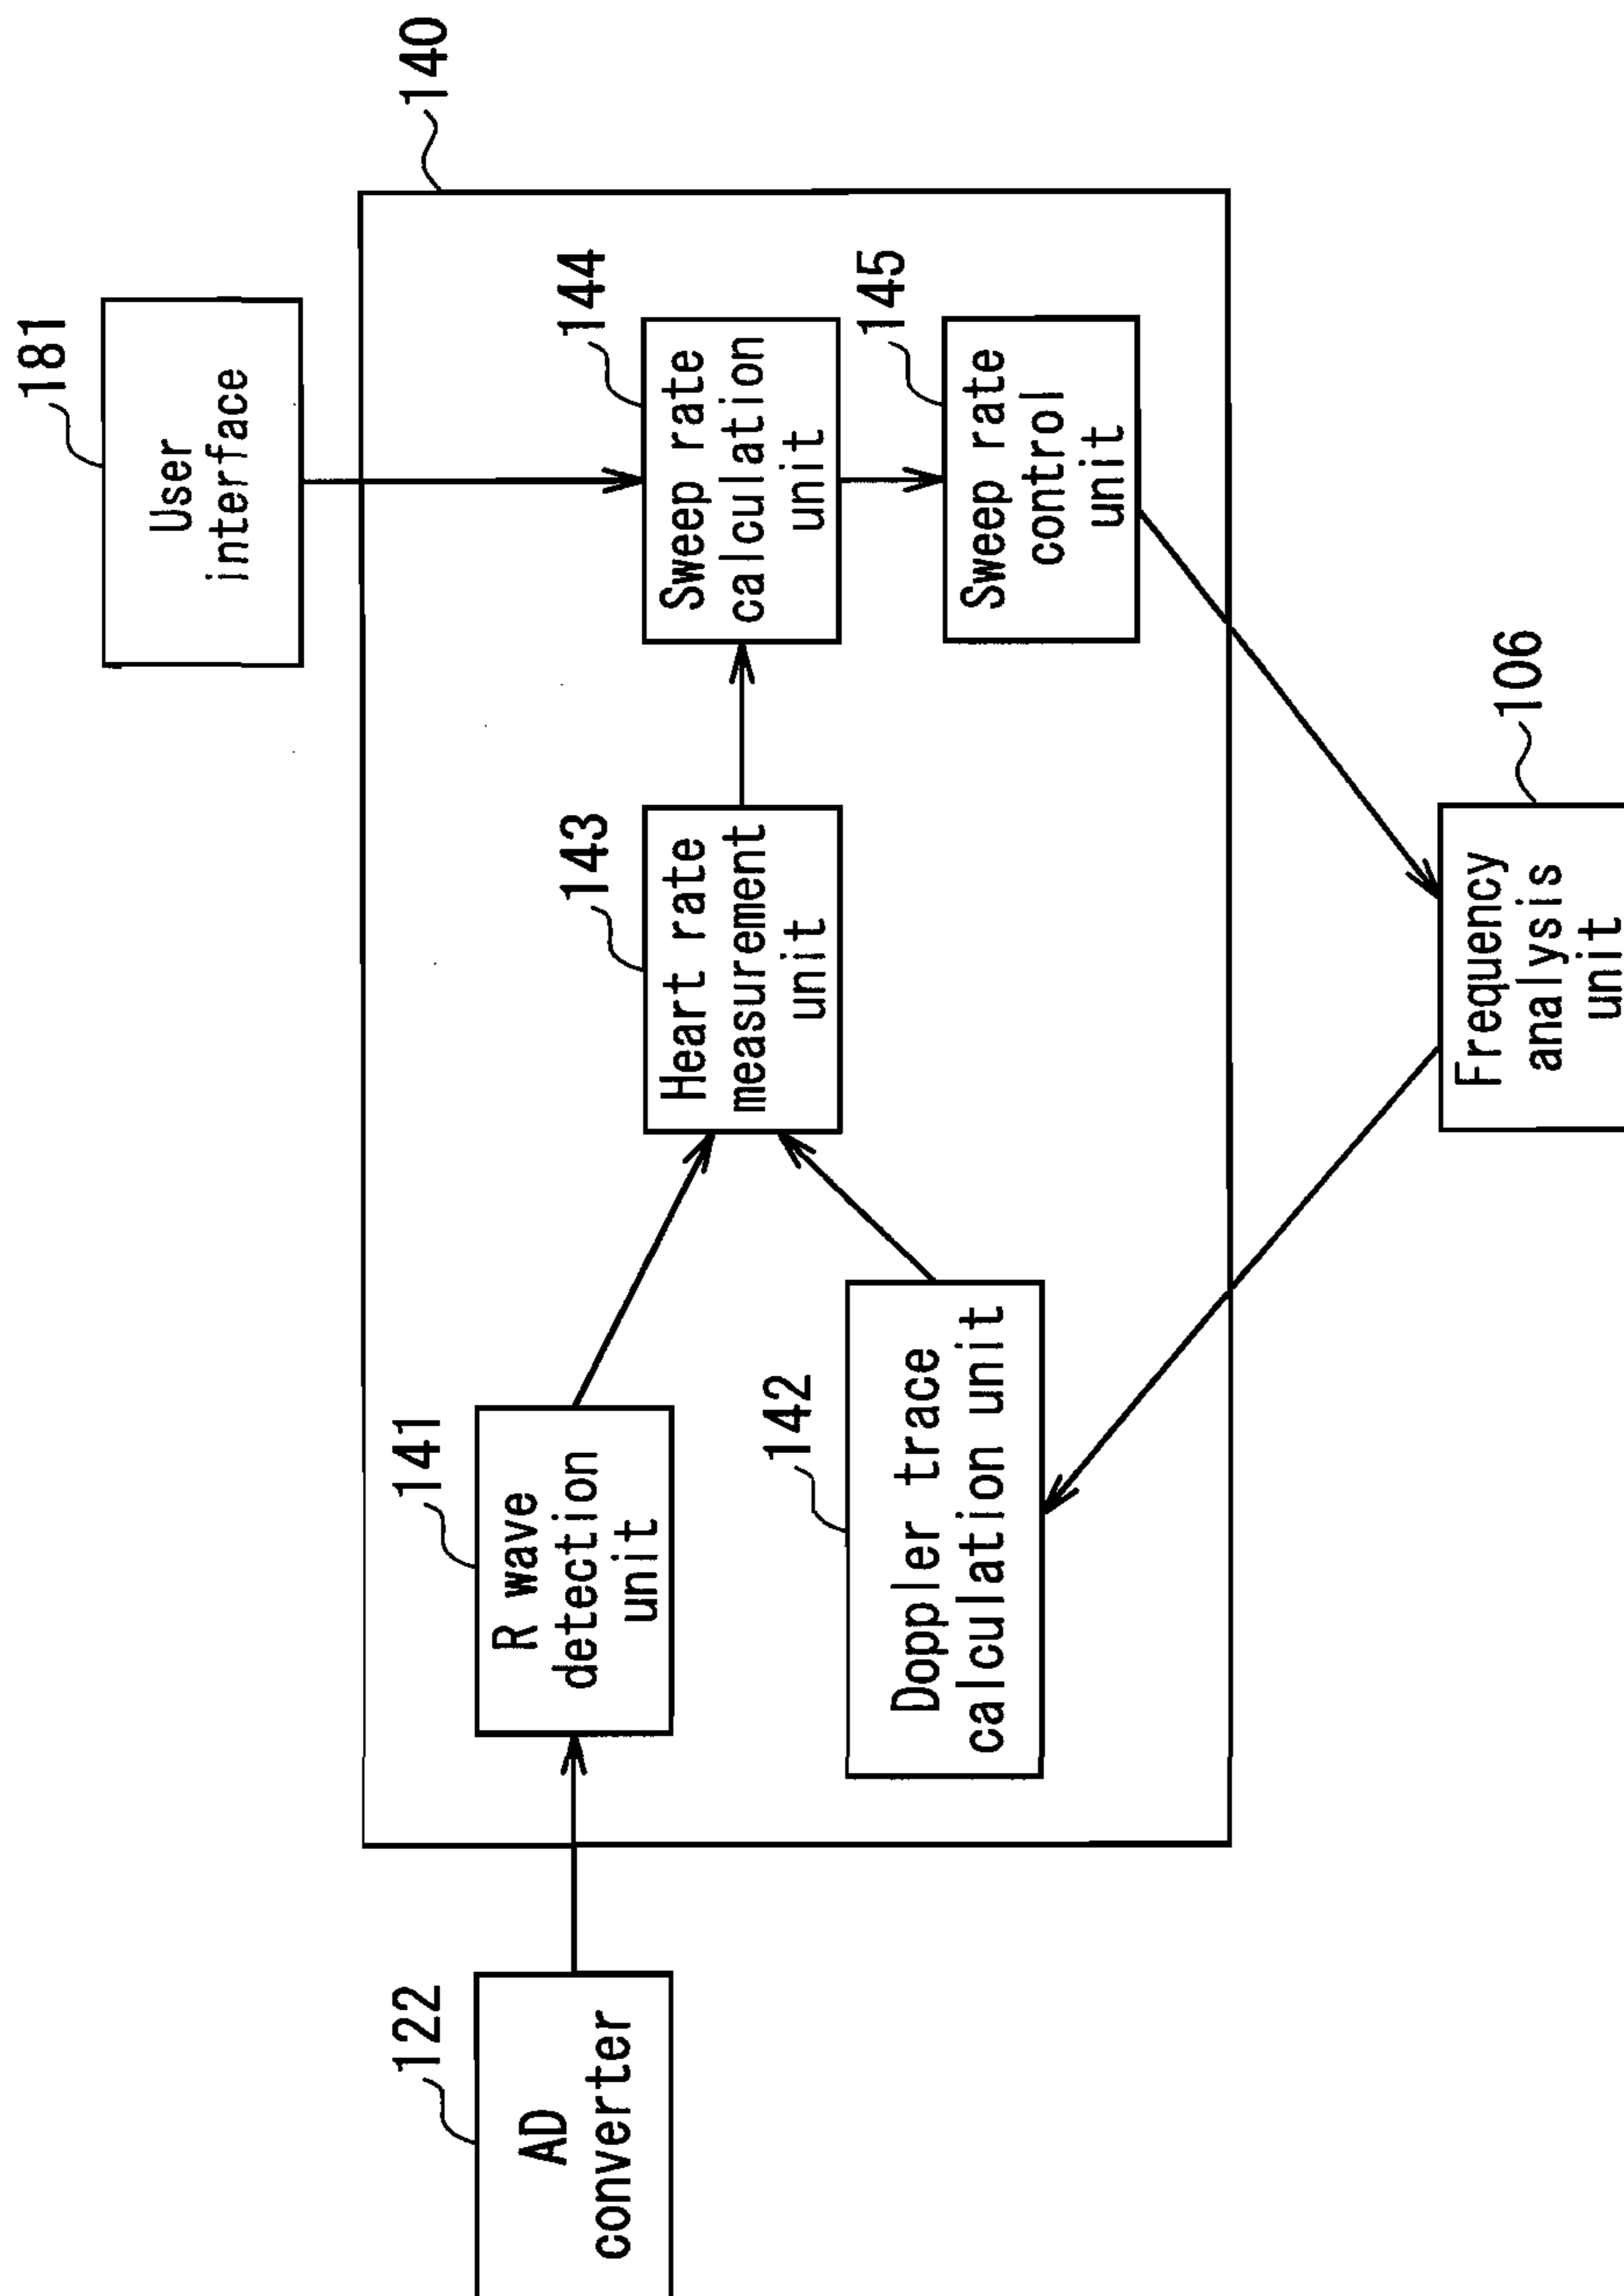 181
User
interface
140
122
AD
converter
141
R wave
detection
unit
142
Doppler trace
calculation unit
143
Heart rate
measurement
unit
144
Sweep rate
calculation
unit
145
Sweep rate
control
unit
106
Frequency
analysis
unit